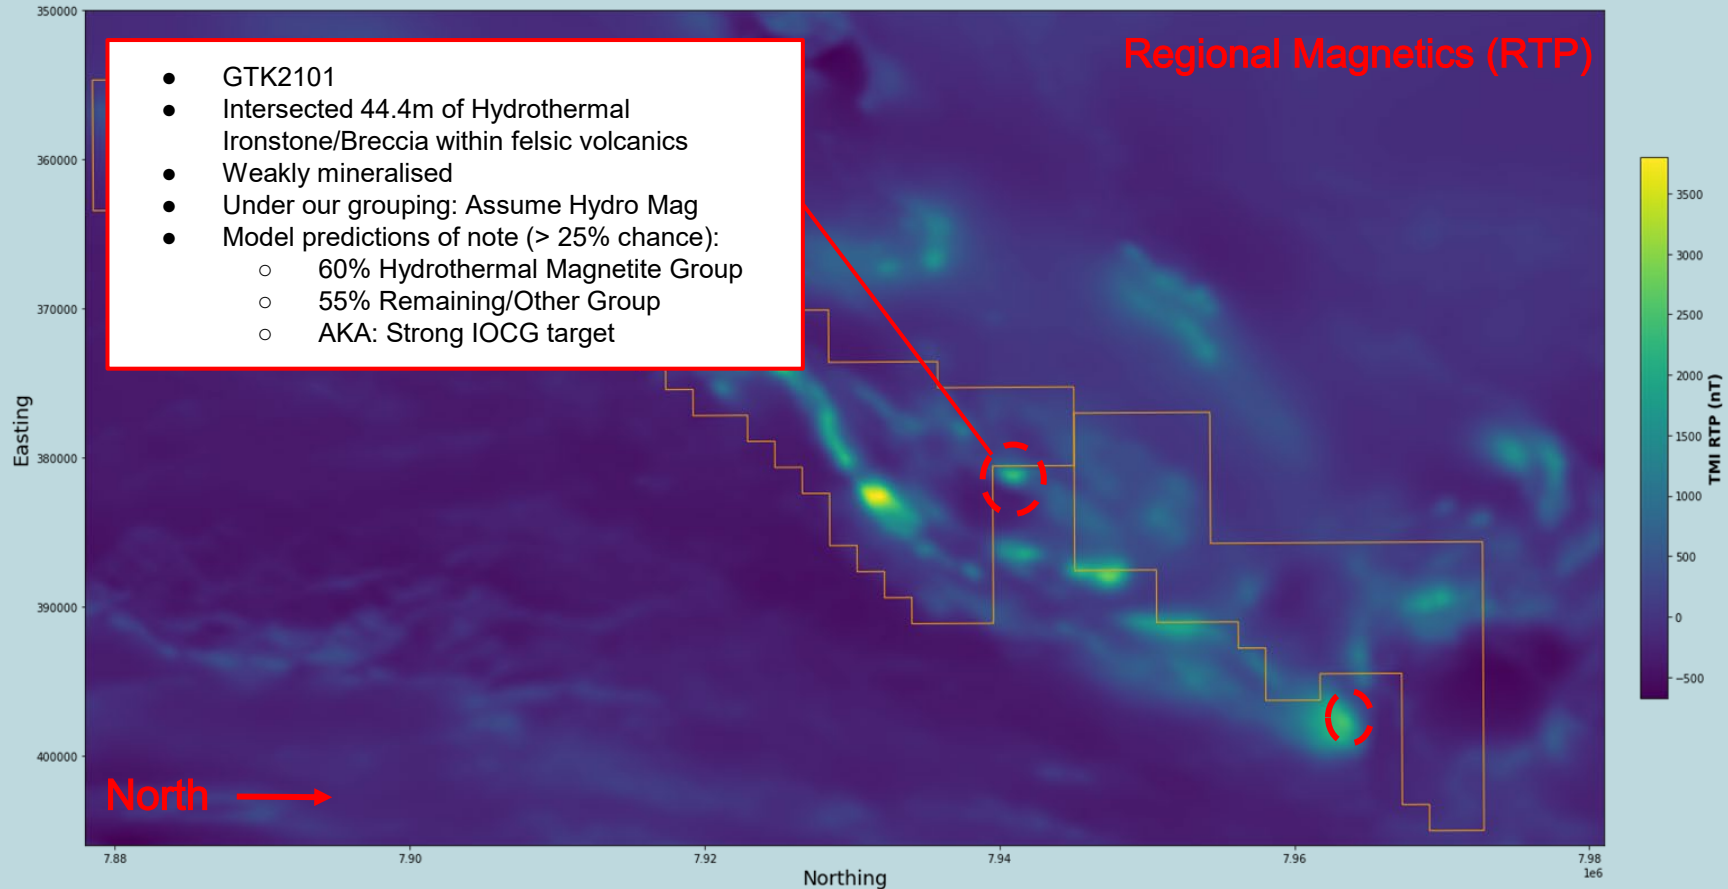 Regional Magnetics (RTP)
● GTK2101
● Intersected 44.4m of Hydrothermal
Ironstone/Breccia within felsic volcanics
● Weakly mineralised
● Under our grouping: Assume Hydro Mag
● Model predictions of note (> 25% chance):
○ 60% Hydrothermal Magnetite Group
○ 55% Remaining/Other Group
○ AKA: Strong IOCG target
North
350000
360000
370000
380000
390000
400000
Easting
7.88
7.90
7.92
7.94
7.96
7.98
1e6
Northing
3500
3000
2500
2000
1500
1000
500
0
−500
TMI RTP (nT)